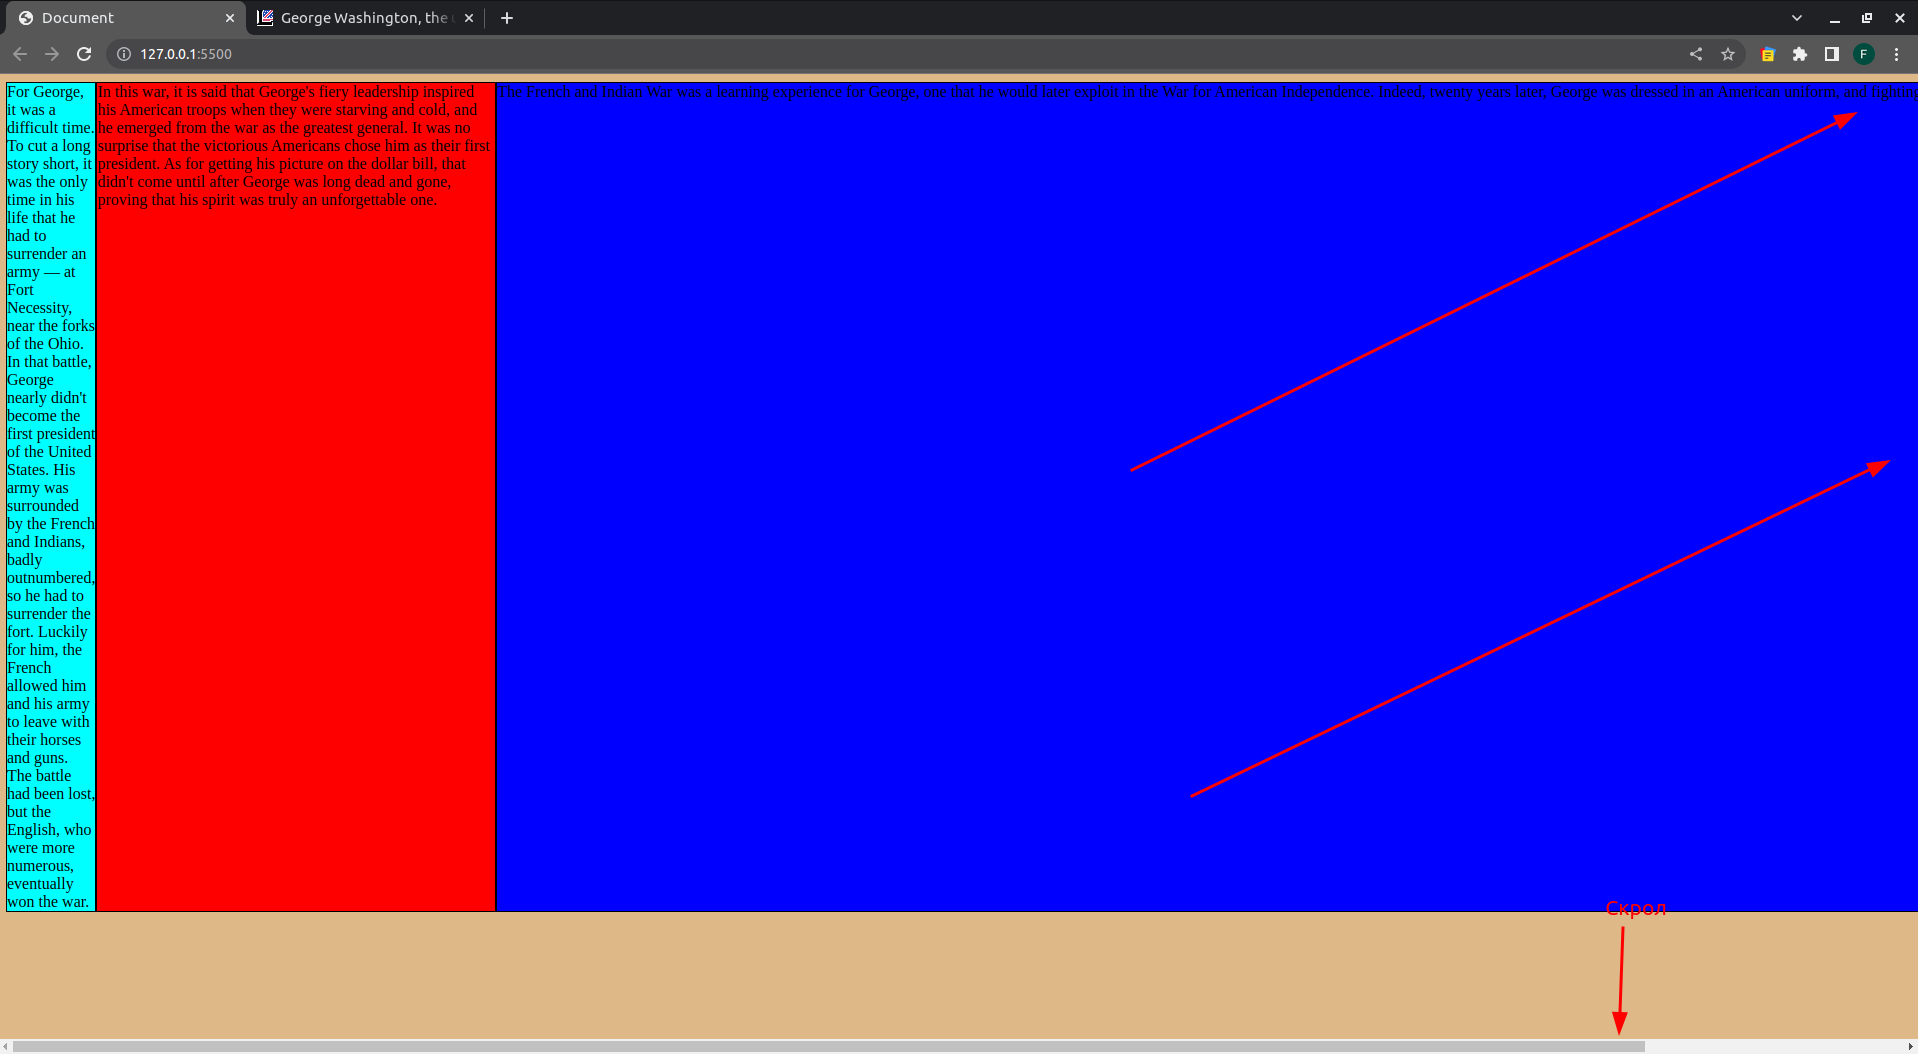 Document
George Washington, the
127.0.0.1:5500
F
For George,
it was a
difficult time.
To cut a long
story short, it
was the only
time in his
life that he
had to
surrender an
army — at
Fort
Necessity,
near the forks
of the Ohio.
In that battle,
George
nearly didn't
become the
first president
of the United
States. His
army was
surrounded
by the French
and Indians,
badly
outnumbered,
so he had to
surrender the
fort. Luckily
for him, the
French
allowed him
and his army
to leave with
their horses
and guns.
The battle
had been lost,
but the
English, who
were more
numerous,
eventually
won the war.
In this war, it is said that George's fiery leadership inspired
his American troops when they were starving and cold, and
he emerged from the war as the greatest general. It was no
surprise that the victorious Americans chose him as their first
president. As for getting his picture on the dollar bill, that
didn't come until after George was long dead and gone,
proving that his spirit was truly an unforgettable one.
The French and Indian War was a learning experience for George, one that he would later exploit in the War for American Independence. Indeed, twenty years later, George was dressed in an American uniform, and fighting
Скрол